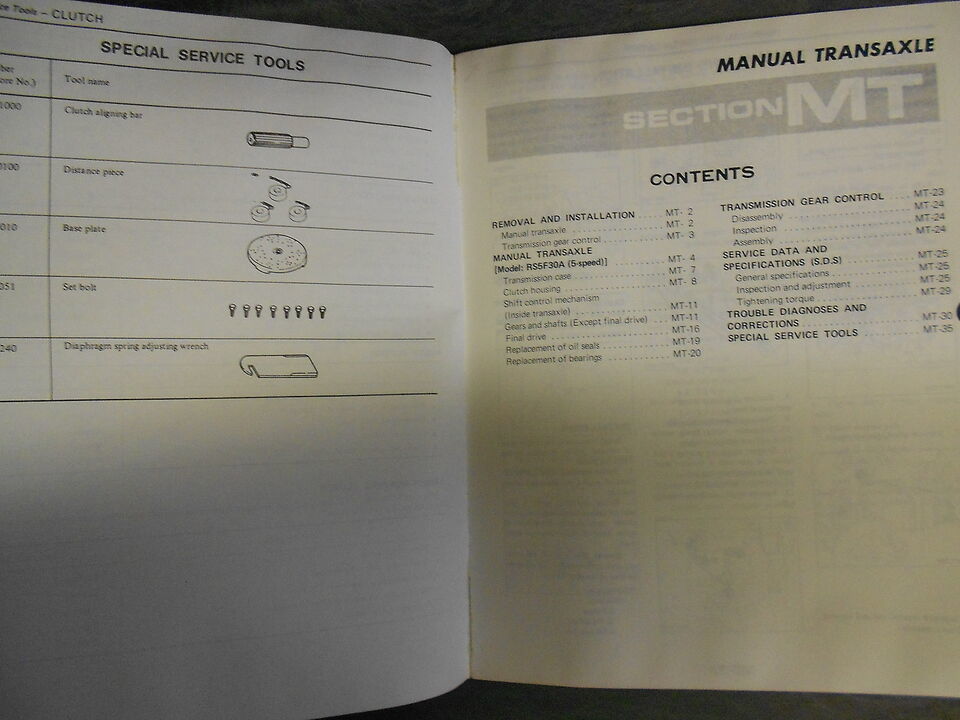 Tools – CLUTCH
SPECIAL SERVICE TOOLS
Tool name
Clutch aligning bar
Distance piece
Base plate
Set bolt
Diaphragm spring adjusting wrench
MANUAL TRANSAXLE
SECTION MT
CONTENTS
REMOVAL AND INSTALLATION ..... MT- 2
Manual transaxle .................. MT- 2
Transmission gear control ............ MT- 3
MANUAL TRANSAXLE
[Model: RS5F30A (5-speed)] .......... MT- 4
Transmission case .................. MT- 7
Clutch housing .................... MT- 8
Shift control mechanism
(Inside transaxle) .................. MT-11
Gears and shafts (Except final drive) .... MT-11
Final drive ....................... MT-16
Replacement of oil seals ............. MT-19
Replacement of bearings ............. MT-20
TRANSMISSION GEAR CONTROL ..... MT-23
Disassembly ..................... MT-24
Inspection ....................... MT-24
Assembly ....................... MT-24
SERVICE DATA AND
SPECIFICATIONS (S.D.S) ............. MT-25
General specifications .............. MT-25
Inspection and adjustment ........... MT-25
Tightening torque ................. MT-29
TROUBLE DIAGNOSES AND
CORRECTIONS ..................... MT-30
SPECIAL SERVICE TOOLS ............ MT-35